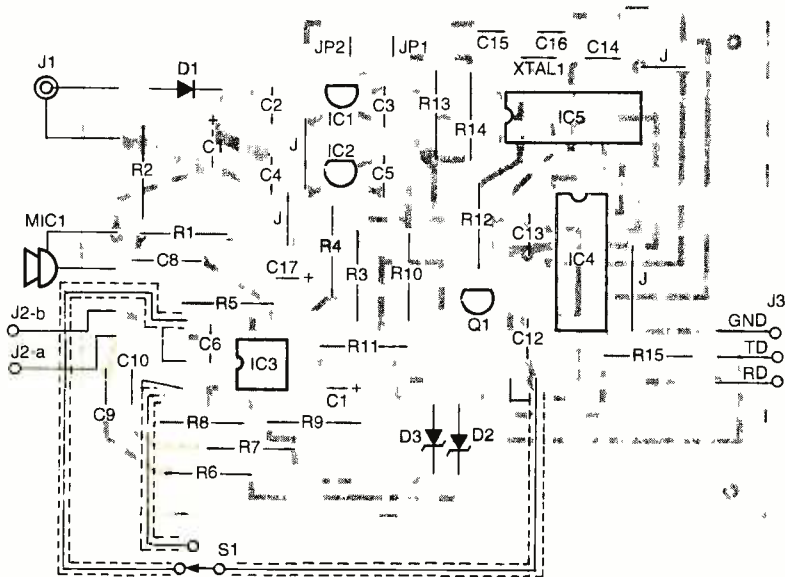 J1
D1
JP2
JP1
C15
C16
C14
J
XTAL1
C2
IC1
C3
R13
R14
IC5
R2
J
IC2
C4
C5
MIC1
R1
C8
J
R4
R12
C13
IC4
C17 +
R3
R10
J
R5
Q1
J3
J2-b
GND
J2-a
C6
IC3
R11
C12
R15
TD
RD
C10
C9
C1 +
R8
R9
D3
D2
R7
R6
S1